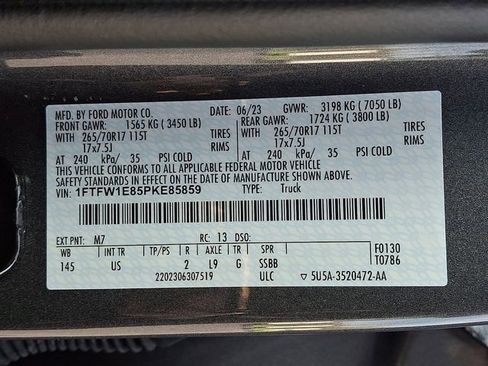 MFD. BY FORD MOTOR CO. DATE: 06/23 GVWR: 3198 KG ( 7050 LB)
FRONT GAWR: 1565 KG ( 3450 LB) REAR GAWR: 1724 KG ( 3800 LB)
265/70R17 115T TIRES 265/70R17 115T TIRES
17x7.5J RIMS 17x7.5J RIMS
AT 240 kPa/ 35 PSI COLD AT 240 kPa/ 35 PSI COLD
THIS VEHICLE CONFORMS TO ALL APPLICABLE FEDERAL MOTOR VEHICLE
SAFETY STANDARDS IN EFFECT ON THE DATE OF MANUFACTURE SHOWN ABOVE.
VIN: 1FTFW1E85PKE85859 TYPE: Truck
EXT PNT: M7 RC: 13 DSO: F0130
WB INT TR TP/PS R AXLE TR SPR T0786
145 US 2 L9 G SSBB
2202306307519 ULC ▽ 5U5A-3520472-AA